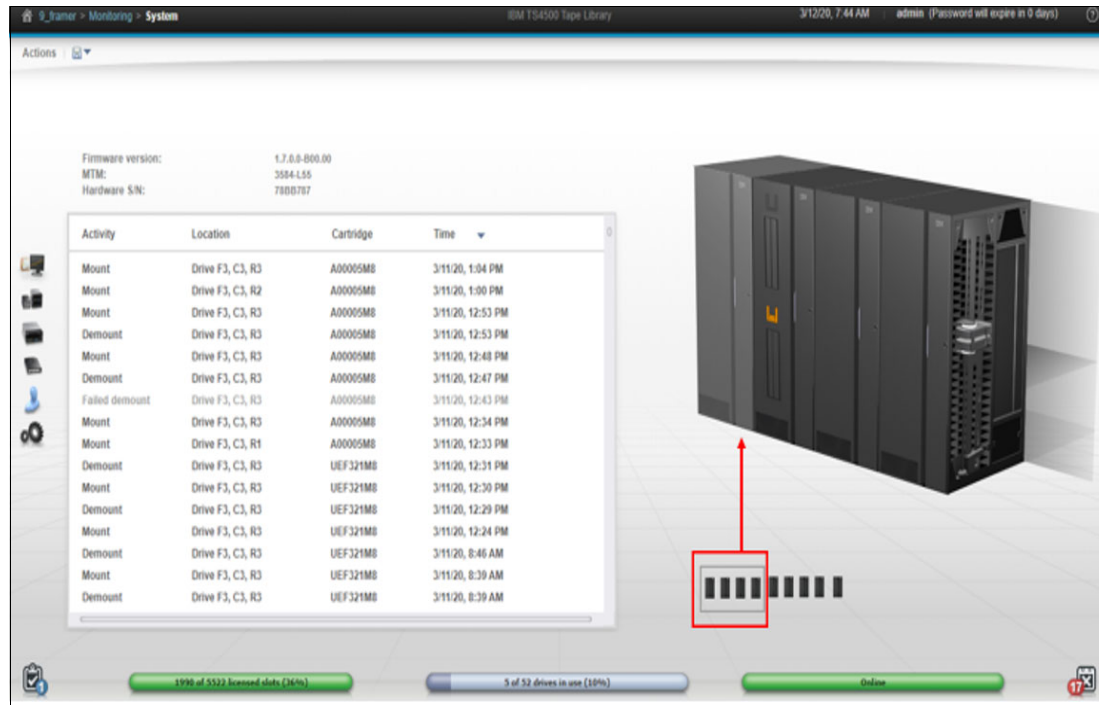 9_framer > Monitoring > System
IBM TS4500 Tape Library
3/12/20, 7:44 AM
admin (Password will expire in 0 days)
?
Actions
Firmware version: 1.7.0.0-B00.00
MTM: 3584-L55
Hardware S/N: 78BB787
Activity Location Cartridge Time
Mount Drive F3, C3, R3 A00005M8 3/11/20, 1:04 PM
Mount Drive F3, C3, R2 A00005M8 3/11/20, 1:00 PM
Mount Drive F3, C3, R3 A00005M8 3/11/20, 12:53 PM
Demount Drive F3, C3, R3 A00005M8 3/11/20, 12:53 PM
Mount Drive F3, C3, R3 A00005M8 3/11/20, 12:48 PM
Demount Drive F3, C3, R3 A00005M8 3/11/20, 12:47 PM
Failed demount Drive F3, C3, R3 A00005M8 3/11/20, 12:43 PM
Mount Drive F3, C3, R3 A00005M8 3/11/20, 12:34 PM
Mount Drive F3, C3, R1 A00005M8 3/11/20, 12:33 PM
Demount Drive F3, C3, R3 UEF321M8 3/11/20, 12:31 PM
Mount Drive F3, C3, R3 UEF321M8 3/11/20, 12:30 PM
Demount Drive F3, C3, R3 UEF321M8 3/11/20, 12:29 PM
Mount Drive F3, C3, R3 UEF321M8 3/11/20, 12:24 PM
Demount Drive F3, C3, R3 UEF321M8 3/11/20, 8:46 AM
Mount Drive F3, C3, R3 UEF321M8 3/11/20, 8:39 AM
Demount Drive F3, C3, R3 UEF321M8 3/11/20, 8:39 AM
1
1990 of 5522 licensed slots (36%)
5 of 52 drives in use (10%)
Online
17